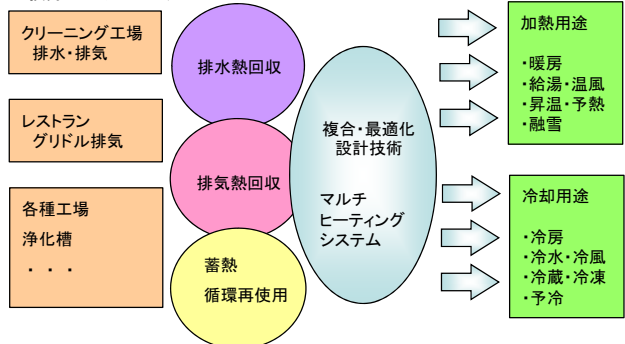 クリーニング工場
排水・排気
レストラン
グリドル排気
各種工場
浄化槽
・ ・ ・
排水熱回収
排気熱回収
蓄熱
循環再使用
複合・最適化
設計技術
マルチ
ヒーティング
システム
加熱用途
・暖房
・給湯・温風
・昇温・予熱
・融雪
冷却用途
・冷房
・冷水・冷風
・冷蔵・冷凍
・予冷